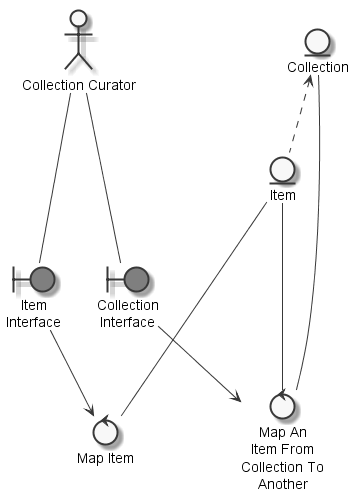 Collection Curator
Collection
Item
Item
Interface
Collection
Interface
Map Item
Map An
Item From
Collection To
Another